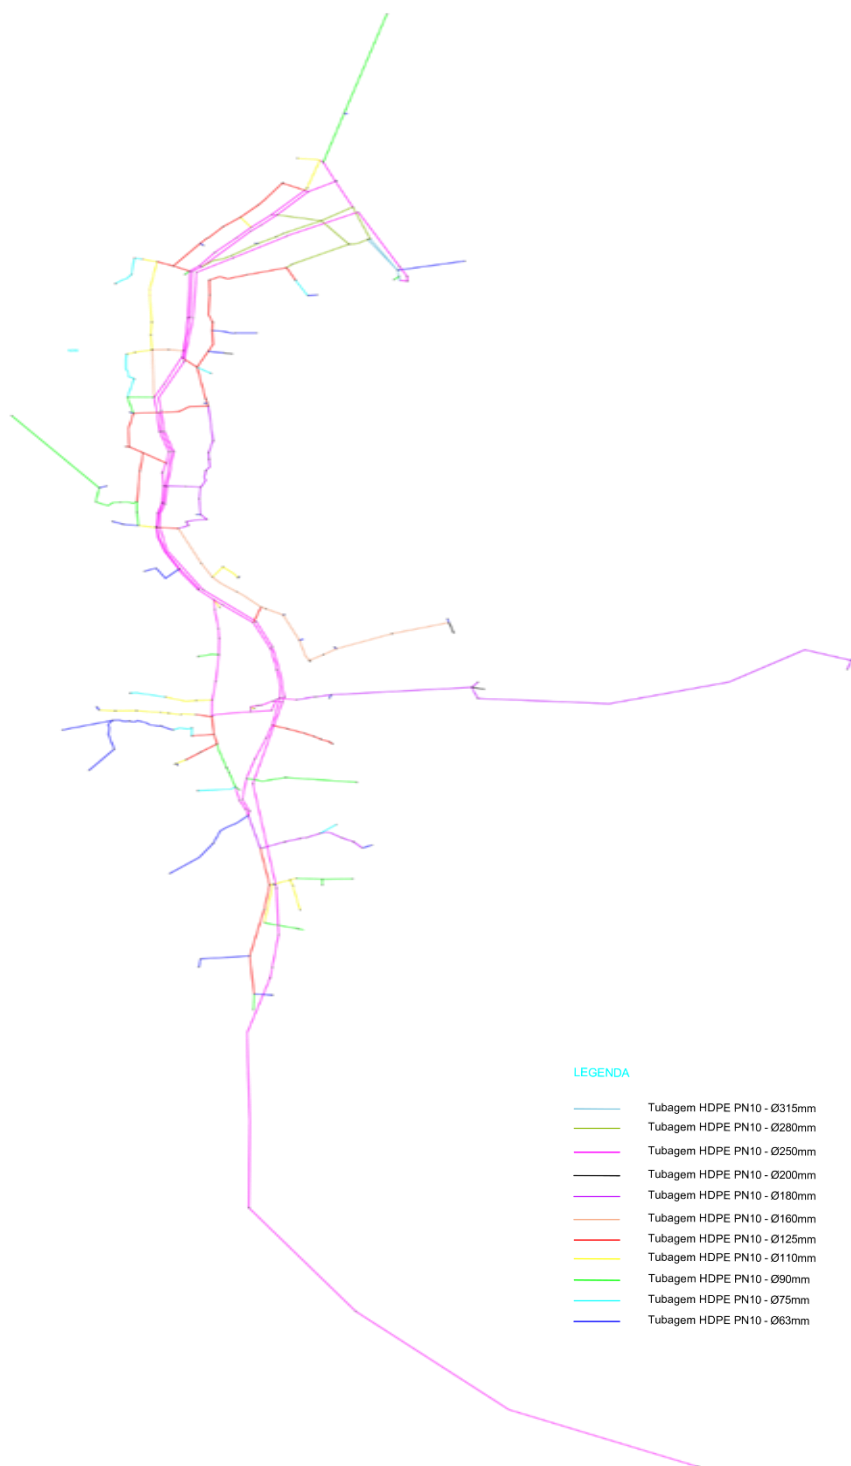 LEGENDA
Tubagem HDPE PN10 - Ø315mm
Tubagem HDPE PN10 - Ø280mm
Tubagem HDPE PN10 - Ø250mm
Tubagem HDPE PN10 - Ø200mm
Tubagem HDPE PN10 - Ø180mm
Tubagem HDPE PN10 - Ø160mm
Tubagem HDPE PN10 - Ø125mm
Tubagem HDPE PN10 - Ø110mm
Tubagem HDPE PN10 - Ø90mm
Tubagem HDPE PN10 - Ø75mm
Tubagem HDPE PN10 - Ø63mm